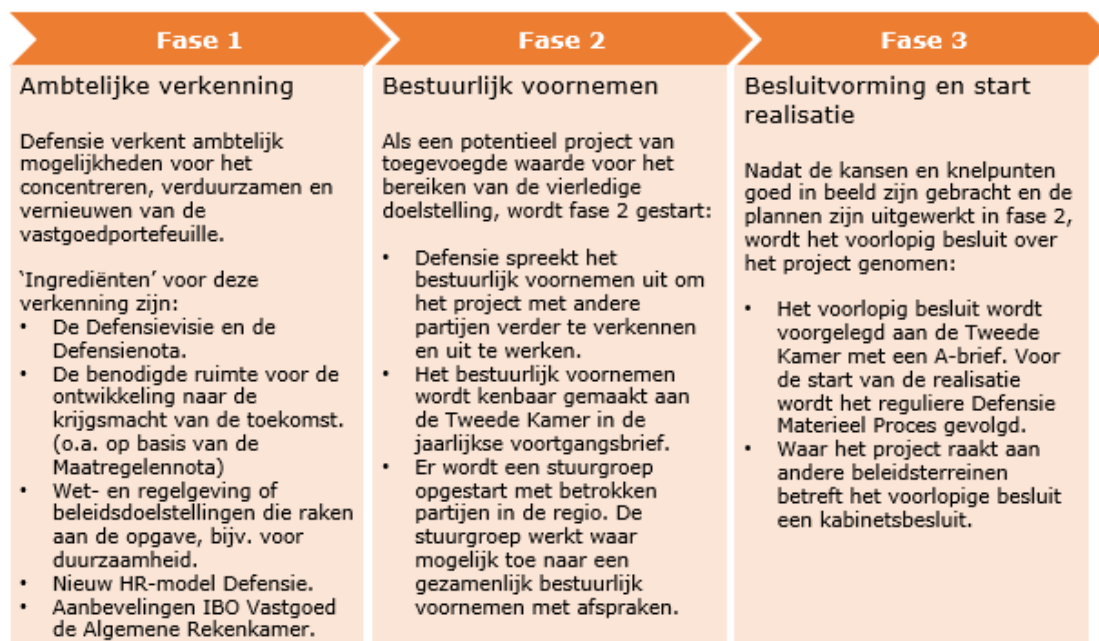 Fase 1
Ambtelijke verkenning
Defensie verkent ambtelijk
mogelijkheden voor het
concentreren, verduurzamen en
vernieuwen van de
vastgoedportefeuille.
‘Ingrediënten’ voor deze
verkenning zijn:
• De Defensievisie en de
Defensienota.
• De benodigde ruimte voor de
ontwikkeling naar de
krijgsmacht van de toekomst.
(o.a. op basis van de
Maatregelennota)
• Wet- en regelgeving of
beleidsdoelstellingen die raken
aan de opgave, bijv. voor
duurzaamheid.
• Nieuw HR-model Defensie.
• Aanbevelingen IBO Vastgoed
de Algemene Rekenkamer.
Fase 2
Bestuurlijk voornemen
Als een potentieel project van
toegevoegde waarde voor het
bereiken van de vierledige
doelstelling, wordt fase 2 gestart:
• Defensie spreekt het
bestuurlijk voornemen uit om
het project met andere
partijen verder te verkennen
en uit te werken.
• Het bestuurlijk voornemen
wordt kenbaar gemaakt aan
de Tweede Kamer in de
jaarlijkse voortgangsbrief.
• Er wordt een stuurgroep
opgestart met betrokken
partijen in de regio. De
stuurgroep werkt waar
mogelijk toe naar een
gezamenlijk bestuurlijk
voornemen met afspraken.
Fase 3
Besluitvorming en start
realisatie
Nadat de kansen en knelpunten
goed in beeld zijn gebracht en de
plannen zijn uitgewerkt in fase 2,
wordt het voorlopig besluit over
het project genomen:
• Het voorlopig besluit wordt
voorgelegd aan de Tweede
Kamer met een A-brief. Voor
de start van de realisatie
wordt het reguliere Defensie
Materieel Proces gevolgd.
• Waar het project raakt aan
andere beleidsterreinen
betreft het voorlopige besluit
een kabinetsbesluit.